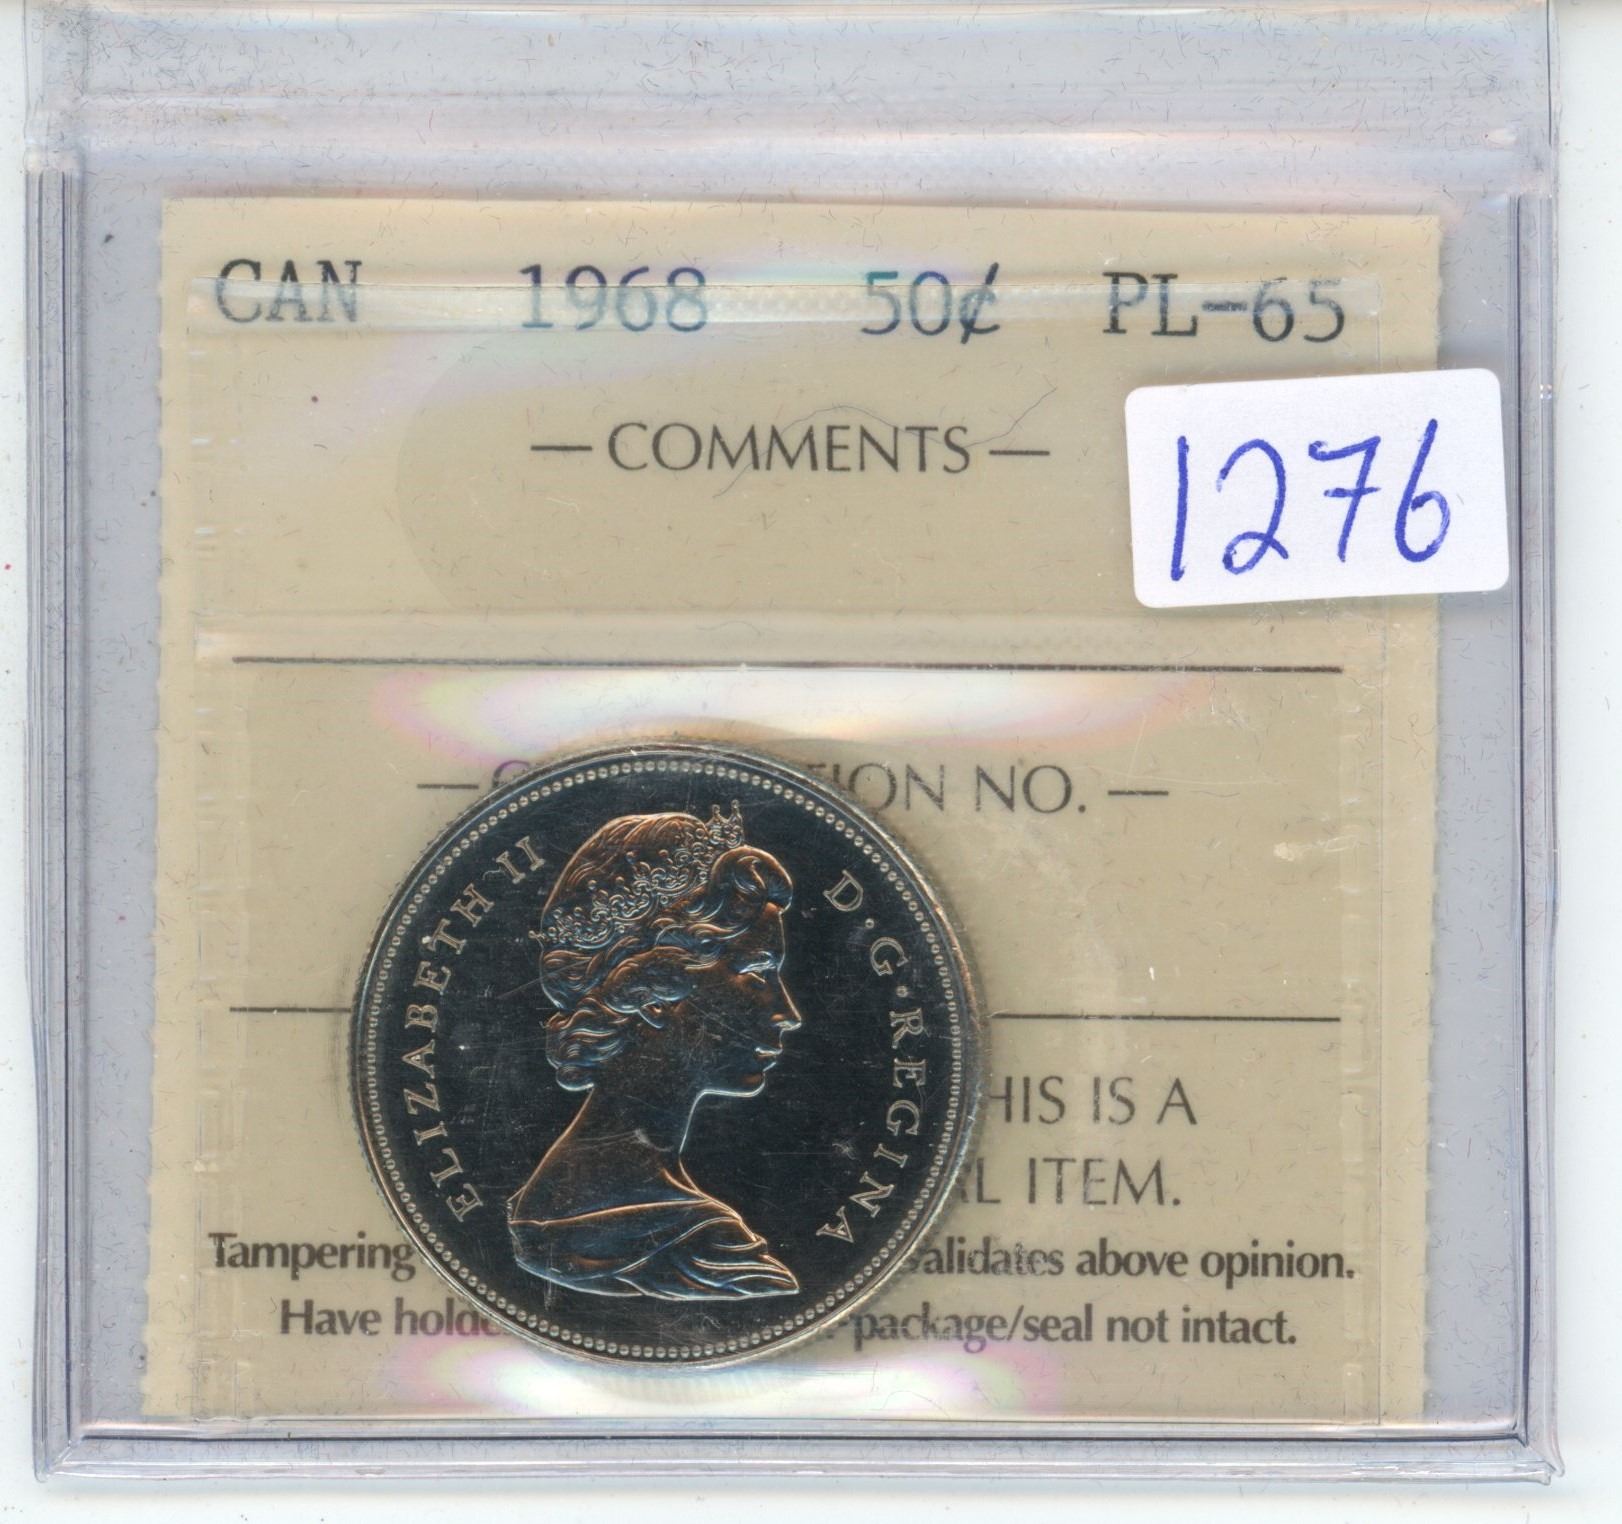 CAN 1968 50¢ PL-65
— COMMENTS —
1276
ION NO. —
ELIZABETH II D·G·REGINA
HIS IS A
ITEM.
Tampering alidates above opinion.
Have package/seal not intact.